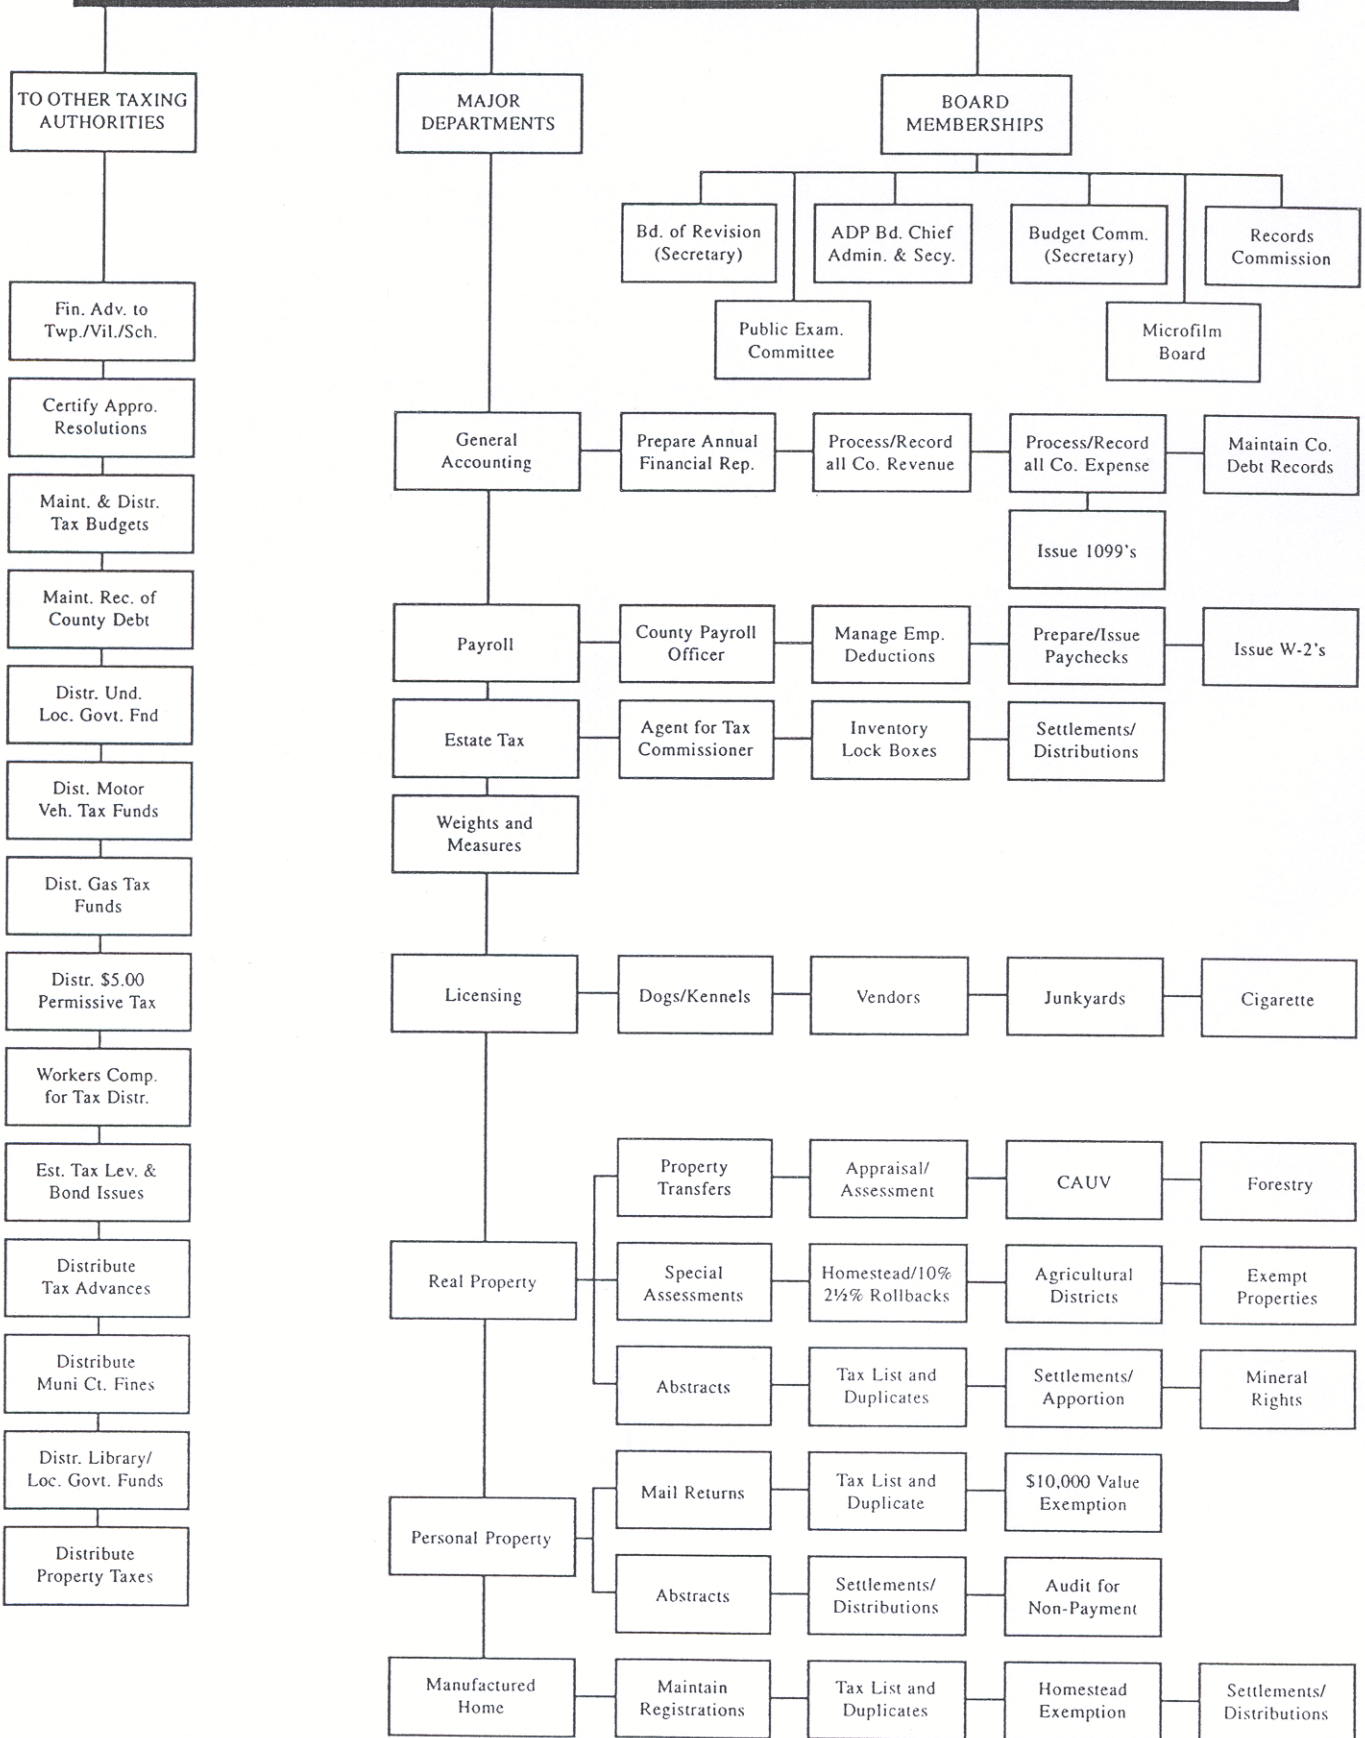 TO OTHER TAXING
AUTHORITIES
MAJOR
DEPARTMENTS
BOARD
MEMBERSHIPS
Bd. of Revision
(Secretary)
ADP Bd. Chief
Admin. & Secy.
Budget Comm.
(Secretary)
Records
Commission
Public Exam.
Committee
Microfilm
Board
Fin. Adv. to
Twp./Vil./Sch.
Certify Appro.
Resolutions
Maint. & Distr.
Tax Budgets
Maint. Rec. of
County Debt
Distr. Und.
Loc. Govt. Fnd
Dist. Motor
Veh. Tax Funds
Dist. Gas Tax
Funds
Distr. $5.00
Permissive Tax
Workers Comp.
for Tax Distr.
Est. Tax Lev. &
Bond Issues
Distribute
Tax Advances
Distribute
Muni Ct. Fines
Distr. Library/
Loc. Govt. Funds
Distribute
Property Taxes
General
Accounting
Prepare Annual
Financial Rep.
Process/Record
all Co. Revenue
Process/Record
all Co. Expense
Maintain Co.
Debt Records
Issue 1099's
Payroll
County Payroll
Officer
Manage Emp.
Deductions
Prepare/Issue
Paychecks
Issue W-2's
Estate Tax
Agent for Tax
Commissioner
Inventory
Lock Boxes
Settlements/
Distributions
Weights and
Measures
Licensing
Dogs/Kennels
Vendors
Junkyards
Cigarette
Real Property
Property
Transfers
Appraisal/
Assessment
CAUV
Forestry
Special
Assessments
Homestead/10%
2½% Rollbacks
Agricultural
Districts
Exempt
Properties
Abstracts
Tax List and
Duplicates
Settlements/
Apportion
Mineral
Rights
Personal Property
Mail Returns
Tax List and
Duplicate
$10,000 Value
Exemption
Abstracts
Settlements/
Distributions
Audit for
Non-Payment
Manufactured
Home
Maintain
Registrations
Tax List and
Duplicates
Homestead
Exemption
Settlements/
Distributions